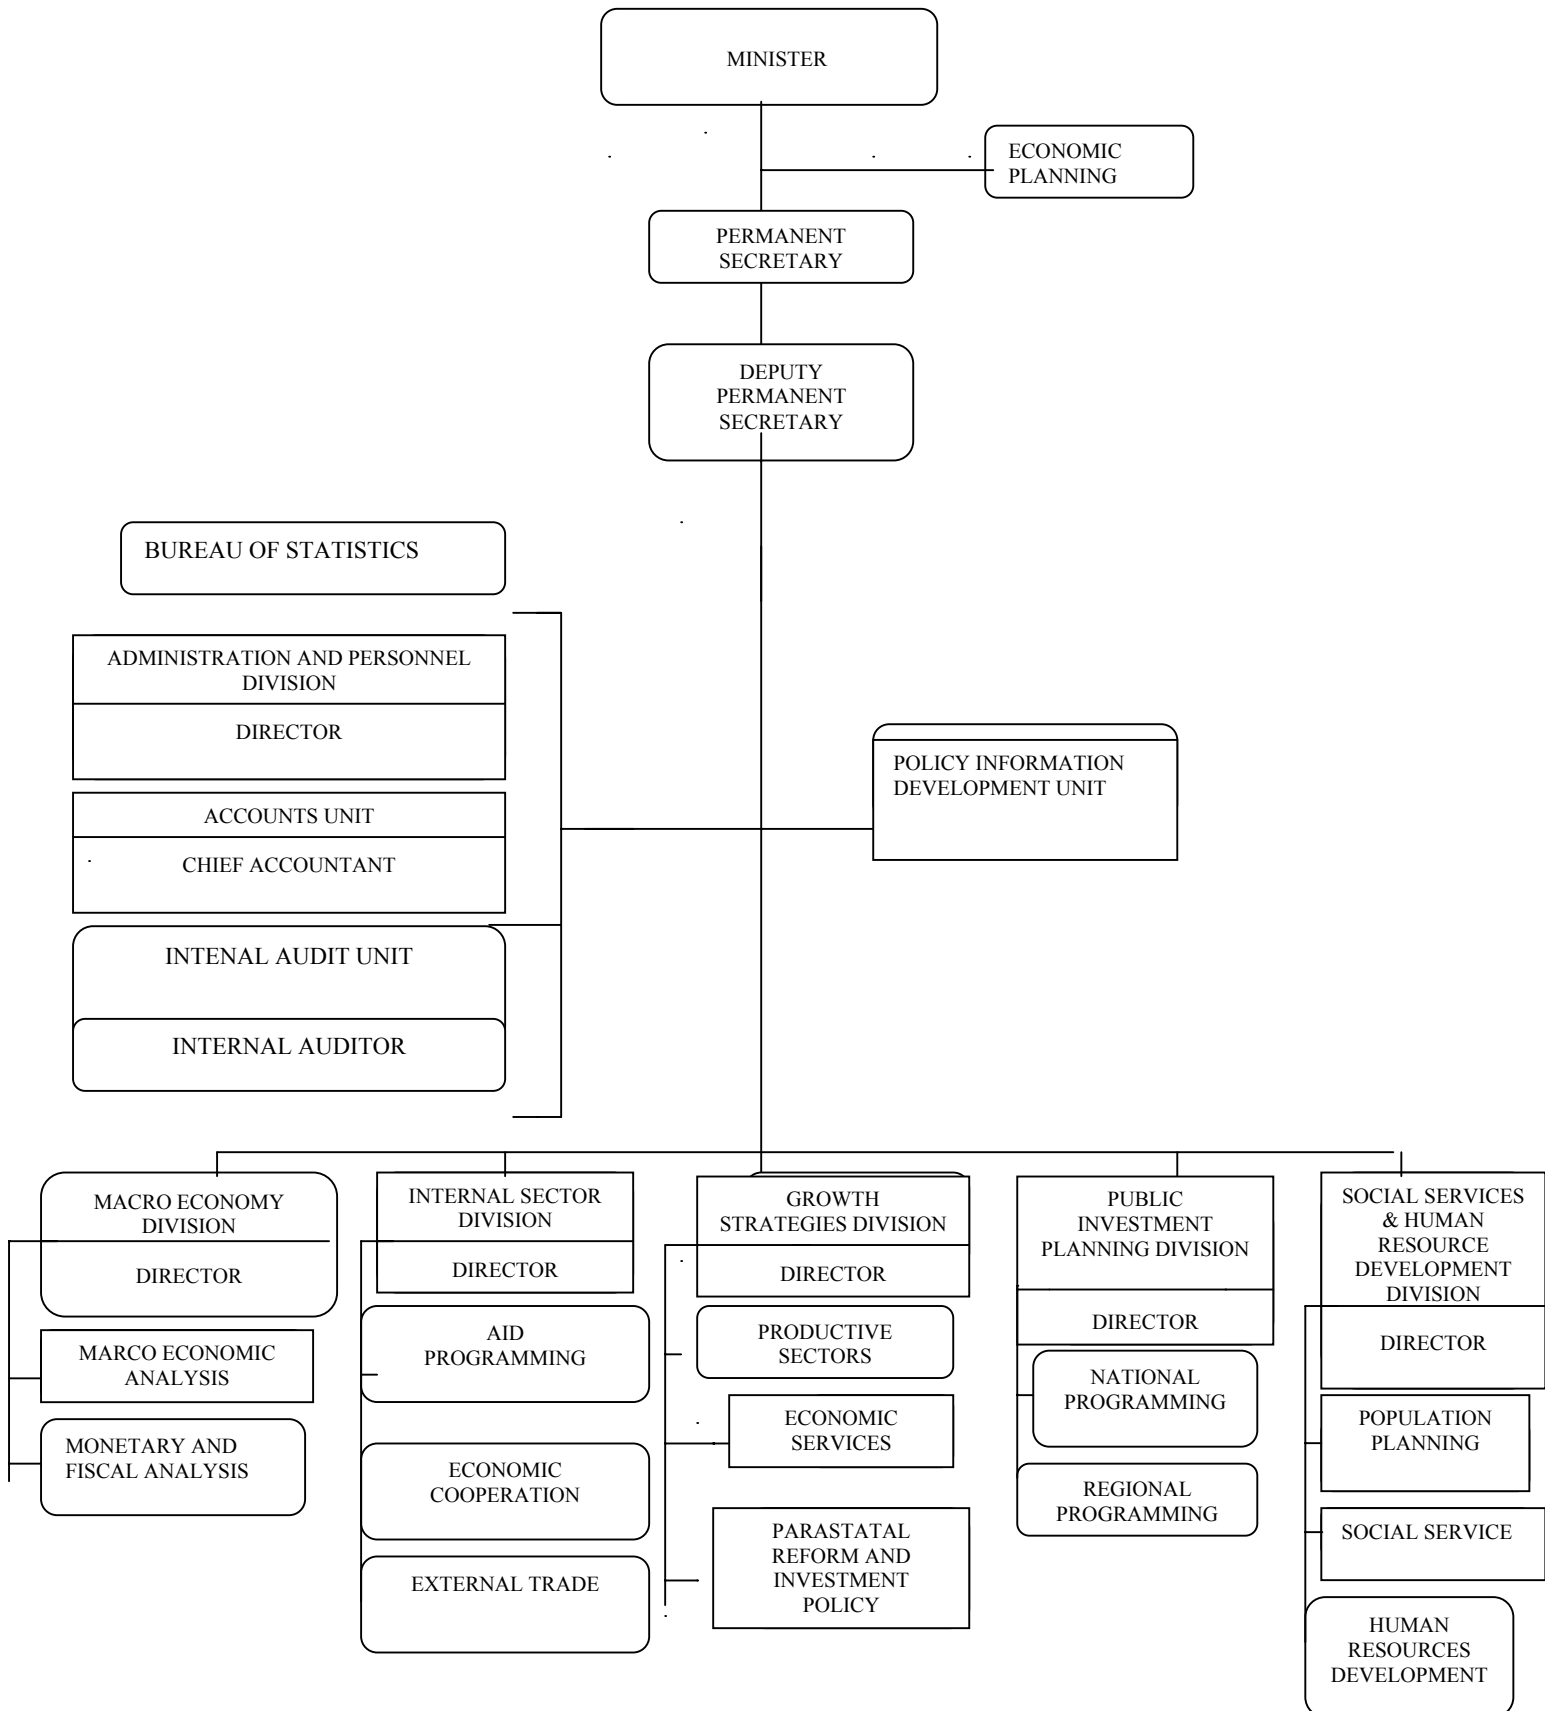 MINISTER
ECONOMIC
PLANNING
PERMANENT
SECRETARY
DEPUTY
PERMANENT
SECRETARY
BUREAU OF STATISTICS
ADMINISTRATION AND PERSONNEL
DIVISION
DIRECTOR
POLICY INFORMATION
DEVELOPMENT UNIT
ACCOUNTS UNIT
CHIEF ACCOUNTANT
INTENAL AUDIT UNIT
INTERNAL AUDITOR
MACRO ECONOMY
DIVISION
DIRECTOR
MARCO ECONOMIC
ANALYSIS
MONETARY AND
FISCAL ANALYSIS
INTERNAL SECTOR
DIVISION
DIRECTOR
AID
PROGRAMMING
ECONOMIC
COOPERATION
EXTERNAL TRADE
GROWTH
STRATEGIES DIVISION
DIRECTOR
PRODUCTIVE
SECTORS
ECONOMIC
SERVICES
PARASTATAL
REFORM AND
INVESTMENT
POLICY
PUBLIC
INVESTMENT
PLANNING DIVISION
DIRECTOR
NATIONAL
PROGRAMMING
REGIONAL
PROGRAMMING
SOCIAL SERVICES
& HUMAN
RESOURCE
DEVELOPMENT
DIVISION
DIRECTOR
POPULATION
PLANNING
SOCIAL SERVICE
HUMAN
RESOURCES
DEVELOPMENT